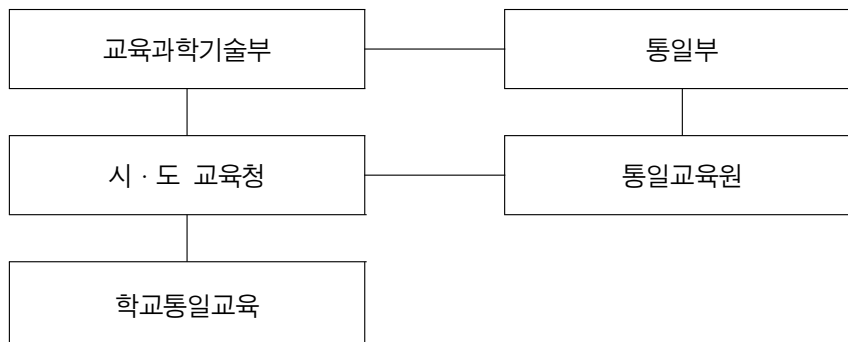 교육과학기술부
통일부
시 · 도 교육청
통일교육원
학교통일교육